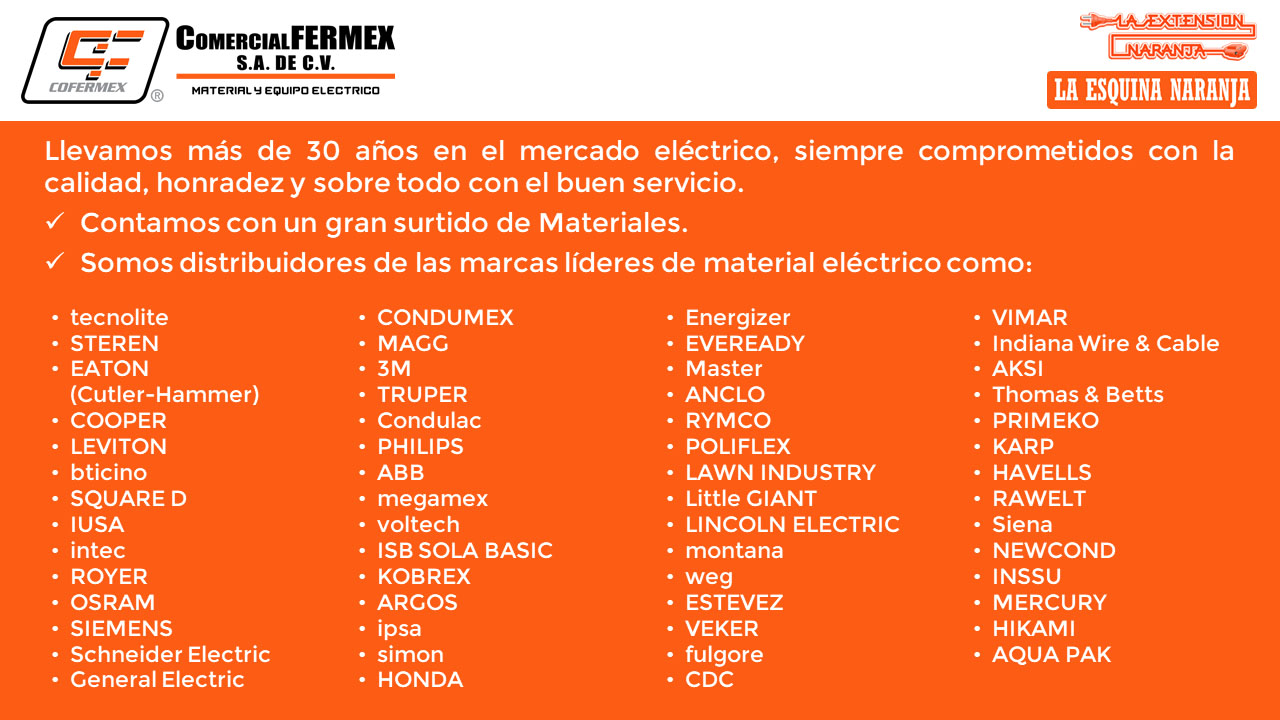 COFERMEX
®
COMERCIALFERMEX
S.A. DE C.V.
MATERIAL Y EQUIPO ELECTRICO
LA EXTENSION
NARANJA
LA ESQUINA NARANJA
Llevamos más de 30 años en el mercado eléctrico, siempre comprometidos con la
calidad, honradez y sobre todo con el buen servicio.
✓ Contamos con un gran surtido de Materiales.
✓ Somos distribuidores de las marcas líderes de material eléctrico como:
• tecnolite
• STEREN
• EATON
(Cutler-Hammer)
• COOPER
• LEVITON
• bticino
• SQUARE D
• IUSA
• intec
• ROYER
• OSRAM
• SIEMENS
• Schneider Electric
• General Electric
• CONDUMEX
• MAGG
• 3M
• TRUPER
• Condulac
• PHILIPS
• ABB
• megamex
• voltech
• ISB SOLA BASIC
• KOBREX
• ARGOS
• ipsa
• simon
• HONDA
• Energizer
• EVEREADY
• Master
• ANCLO
• RYMCO
• POLIFLEX
• LAWN INDUSTRY
• Little GIANT
• LINCOLN ELECTRIC
• montana
• weg
• ESTEVEZ
• VEKER
• fulgore
• CDC
• VIMAR
• Indiana Wire & Cable
• AKSI
• Thomas & Betts
• PRIMEKO
• KARP
• HAVELLS
• RAWELT
• Siena
• NEWCOND
• INSSU
• MERCURY
• HIKAMI
• AQUA PAK